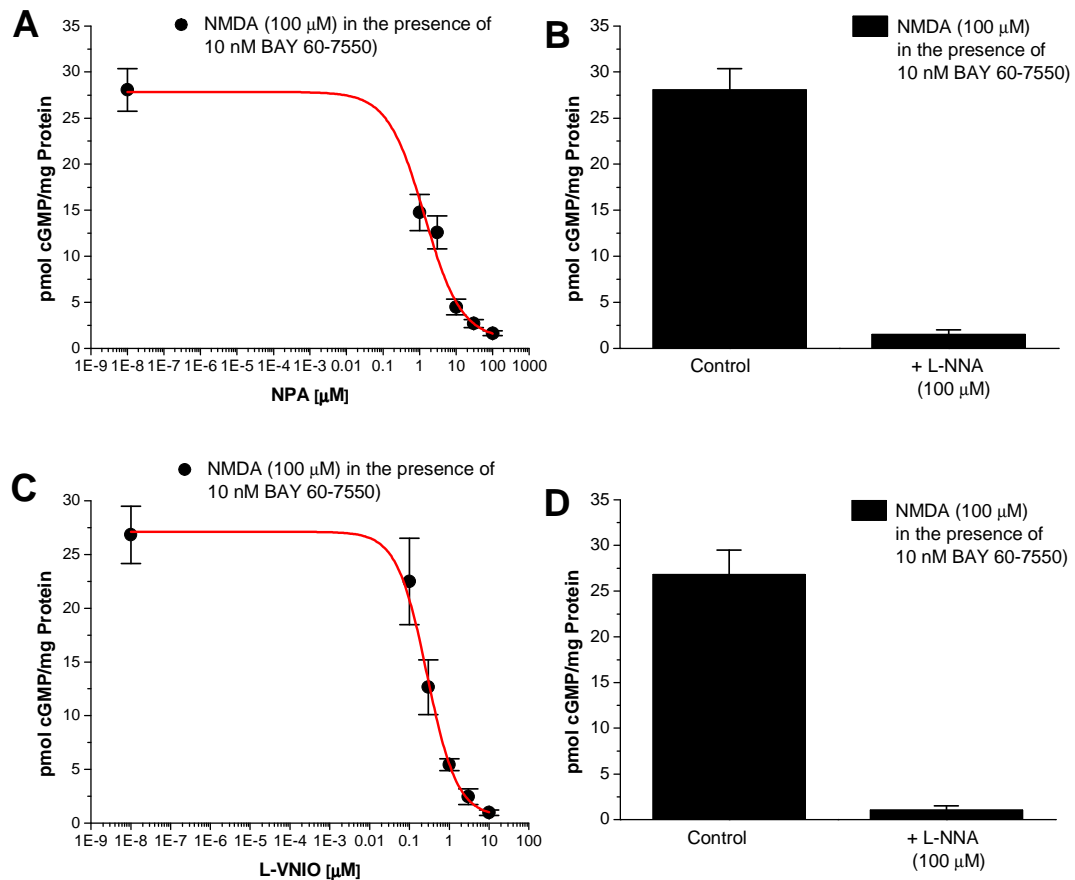 A
NMDA (100 μM) in the presence of
10 nM BAY 60-7550)
35
30
25
20
15
10
5
0
pmol cGMP/mg Protein
1E-9 1E-8 1E-7 1E-6 1E-5 1E-4 1E-3 0.01 0.1 1 10 100 1000
NPA [μM]
B
NMDA (100 μM)
in the presence of
10 nM BAY 60-7550)
35
30
25
20
15
10
5
0
pmol cGMP/mg Protein
Control
+ L-NNA
(100 μM)
C
NMDA (100 μM) in the presence of
10 nM BAY 60-7550)
30
25
20
15
10
5
0
pmol cGMP/mg Protein
1E-9 1E-8 1E-7 1E-6 1E-5 1E-4 1E-3 0.01 0.1 1 10 100
L-VNIO [μM]
D
NMDA (100 μM)
in the presence of
10 nM BAY 60-7550)
35
30
25
20
15
10
5
0
pmol cGMP/mg Protein
Control
+ L-NNA
(100 μM)